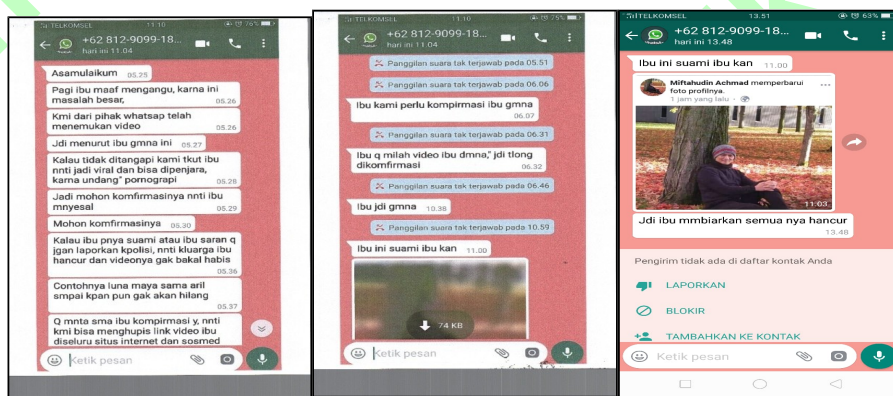 TELKOMSEL 11.10 76%
+62 812-9099-18...
hari ini 11.04
Asamulaikum 05.25
Pagi ibu maaf mengangu, karna ini
masalah besar, 05.26
Kmi dari pihak whatsap telah
menemukan video 05.26
Jdi menurut ibu gmna ini 05.27
Kalau tidak ditangapi kami tkut ibu
nnti jadi viral dan bisa dipenjara,
karna undang" pornograpi 05.28
Jadi mohon komfirmasinya nnti ibu
mnyesal 05.29
Mohon komfirmasinya 05.30
Kalau ibu pnya suami atau ibu saran q
jgan laporkan kpolisi, nnti kluarga ibu
hancur dan videonya gak bakal habis
05.36
Contohnya luna maya sama aril
smpai kpan pun gak akan hilang
05.37
Q mnta sma ibu kompirmasi y, nnti
kmi bisa menghupis link video ibu
diseluru situs internet dan sosmed
Ketik pesan
TELKOMSEL 11.10 75%
+62 812-9099-18...
hari ini 11.04
Panggilan suara tak terjawab pada 05.51
Panggilan suara tak terjawab pada 06.06
Ibu kami perlu kompirmasi ibu gmna
06.07
Panggilan suara tak terjawab pada 06.31
Ibu q milah video ibu dmna," jdi tlong
dikomfirmasi 06.32
Panggilan suara tak terjawab pada 06.46
Ibu jdi gmna 10.38
Panggilan suara tak terjawab pada 10.59
Ibu ini suami ibu kan 11.00
74 KB
Ketik pesan
TELKOMSEL 13.51 63%
+62 812-9099-18...
hari ini 13.48
Ibu ini suami ibu kan 11.00
Miftahudin Achmad memperbarui
foto profilnya.
1 jam yang lalu
11.03
Udi ibu mmbiarkan semua nya hancur
13.48
Pengirim tidak ada di daftar kontak Anda
LAPORKAN
BLOKIR
TAMBAHKAN KE KONTAK
Ketik pesan